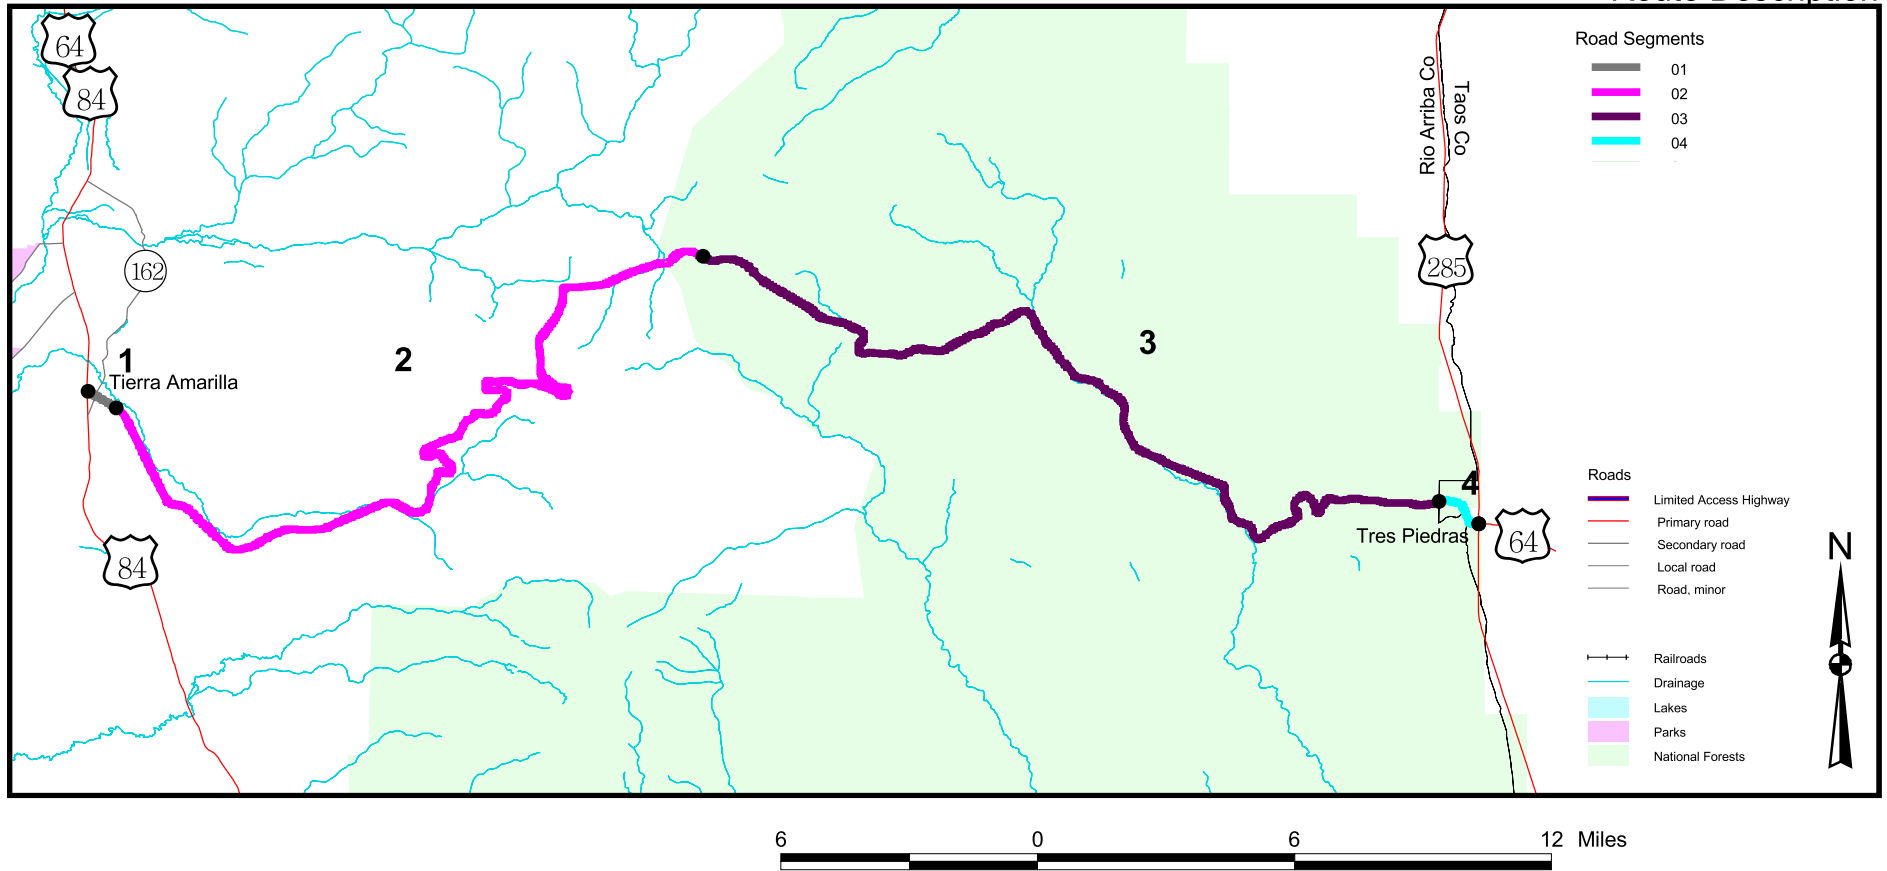 Route Description
64
84
Road Segments
01
02
03
04
Rio Arriba Co
Taos Co
162
285
1
2
3
Tierra Amarilla
4
Tres Piedras
64
84
Roads
Limited Access Highway
Primary road
Secondary road
Local road
Road, minor
N
Railroads
Drainage
Lakes
Parks
National Forests
6 0 6 12 Miles